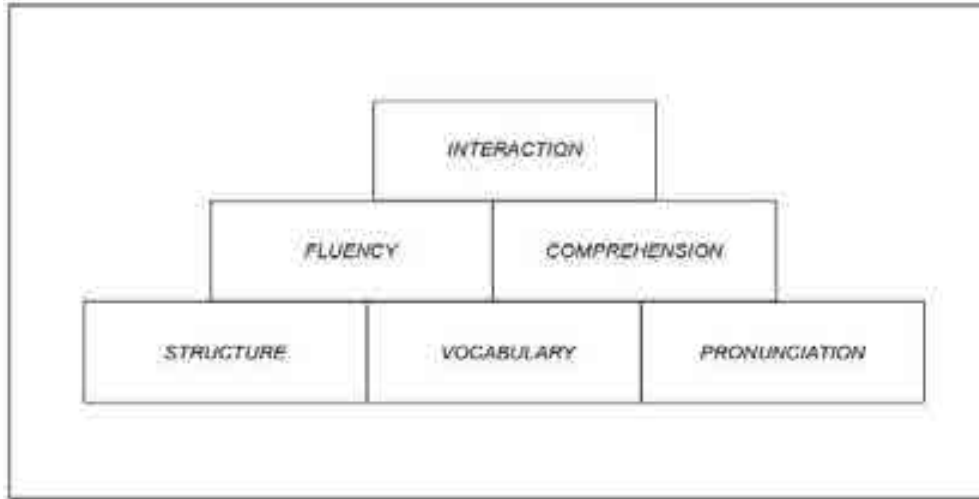 INTERACTION
FLUENCY COMPREHENSION
STRUCTURE VOCABULARY PRONUNCIATION